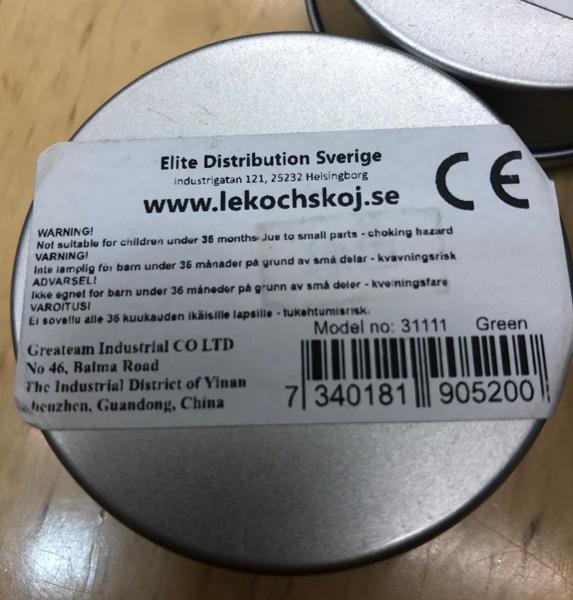 Elite Distribution Sverige
Industrigatan 121, 25232 Helsingborg
www.lekochskoj.se
CE
WARNING!
Not suitable for children under 36 months due to small parts - choking hazard
VARNING!
Inte lämplig för barn under 36 månader på grund av små delar - kvävningsrisk
ADVARSEL!
Ikke egnet for barn under 36 måneder på grunn av små deler - kvelningsfare
VAROITUS!
Ei sovellu alle 36 kuukauden ikäisille lapsille - tukehtumisriski
Model no: 31111 Green
Greateam Industrial CO LTD
No 46, Balma Road
The Industrial District of Yinan
Shenzhen, Guandong, China
7 340181 905200